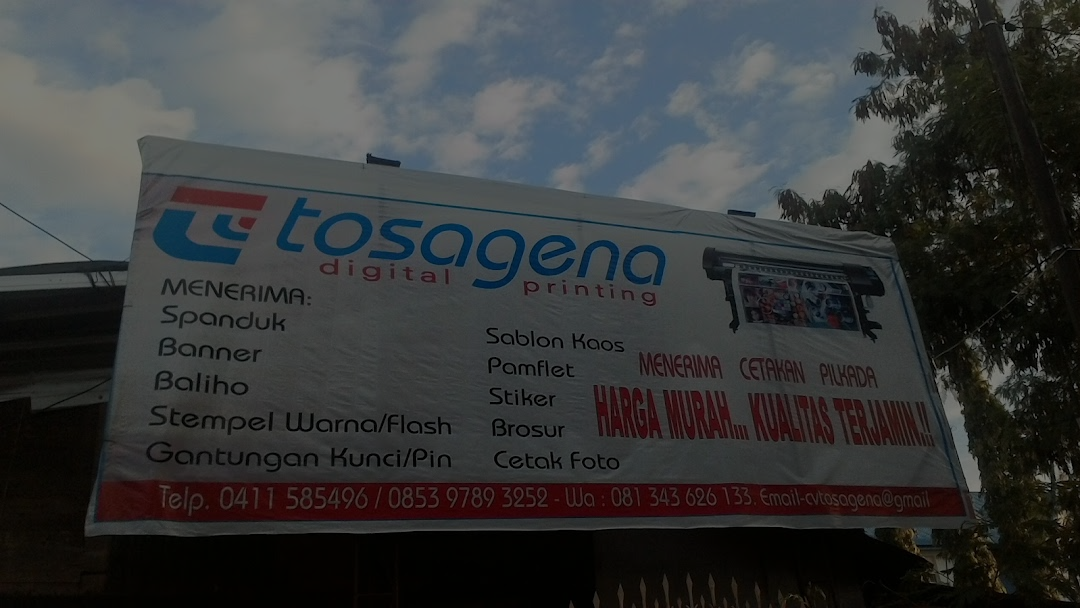 tosagena
digital printing
MENERIMA:
Spanduk
Banner
Baliho
Stempel Warna/Flash
Gantungan Kunci/Pin
Sablon Kaos
Pamflet
Stiker
Brosur
Cetak Foto
MENERIMA CETAKAN PILKADA
HARGA MURAH... KUALITAS TERJAMIN.!!
Telp. 0411 585496 / 0853 9789 3252 - Wa : 081 343 626 133. Email-cvtosagena@gmail